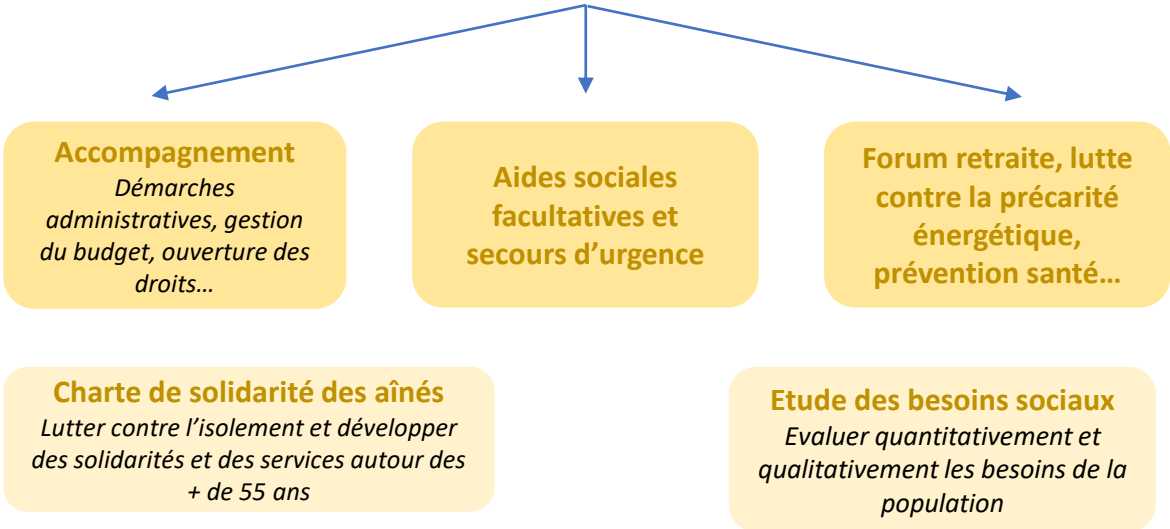 Accompagnement
Démarches
administratives, gestion
du budget, ouverture des
droits…
Aides sociales
facultatives et
secours d’urgence
Forum retraite, lutte
contre la précarité
énergétique,
prévention santé…
Charte de solidarité des aînés
Lutter contre l’isolement et développer
des solidarités et des services autour des
+ de 55 ans
Etude des besoins sociaux
Evaluer quantitativement et
qualitativement les besoins de la
population